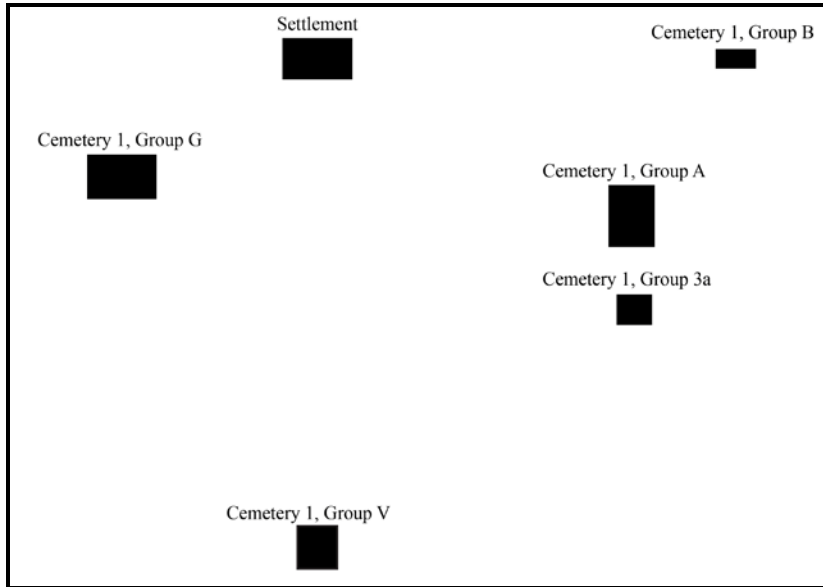 Settlement
Cemetery 1, Group B
Cemetery 1, Group G
Cemetery 1, Group A
Cemetery 1, Group 3a
Cemetery 1, Group V